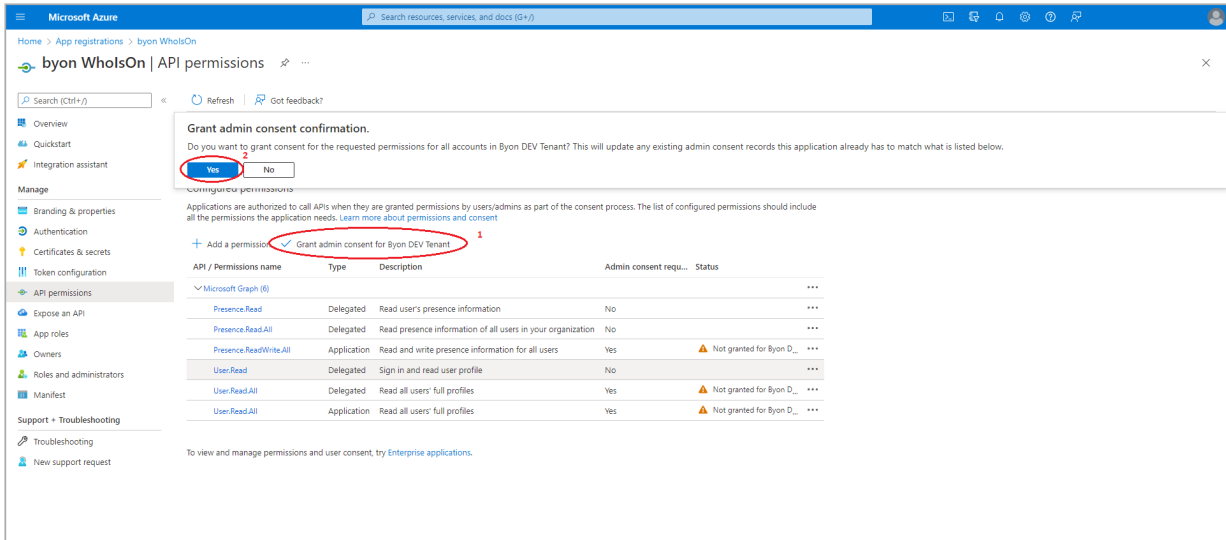 Microsoft Azure
Search resources, services, and docs (G+/)
Home > App registrations > byon WhoIsOn
byon WhoIsOn | API permissions
Search (Ctrl+/)
Refresh
Got feedback?
Overview
Quickstart
Integration assistant
Manage
Branding & properties
Authentication
Certificates & secrets
Token configuration
API permissions
Expose an API
App roles
Owners
Roles and administrators
Manifest
Support + Troubleshooting
Troubleshooting
New support request
Grant admin consent confirmation.
Do you want to grant consent for the requested permissions for all accounts in Byon DEV Tenant? This will update any existing admin consent records this application already has to match what is listed below.
2
Yes No
Configured permissions
Applications are authorized to call APIs when they are granted permissions by users/admins as part of the consent process. The list of configured permissions should include
all the permissions the application needs. Learn more about permissions and consent
1
Add a permission Grant admin consent for Byon DEV Tenant
API / Permissions name Type Description Admin consent requ... Status
Microsoft Graph (6)
Presence.Read Delegated Read user's presence information No
Presence.Read.All Delegated Read presence information of all users in your organization No
Presence.ReadWrite.All Application Read and write presence information for all users Yes Not granted for Byon D...
User.Read Delegated Sign in and read user profile No
User.Read.All Delegated Read all users' full profiles Yes Not granted for Byon D...
User.Read.All Application Read all users' full profiles Yes Not granted for Byon D...
To view and manage permissions and user consent, try Enterprise applications.